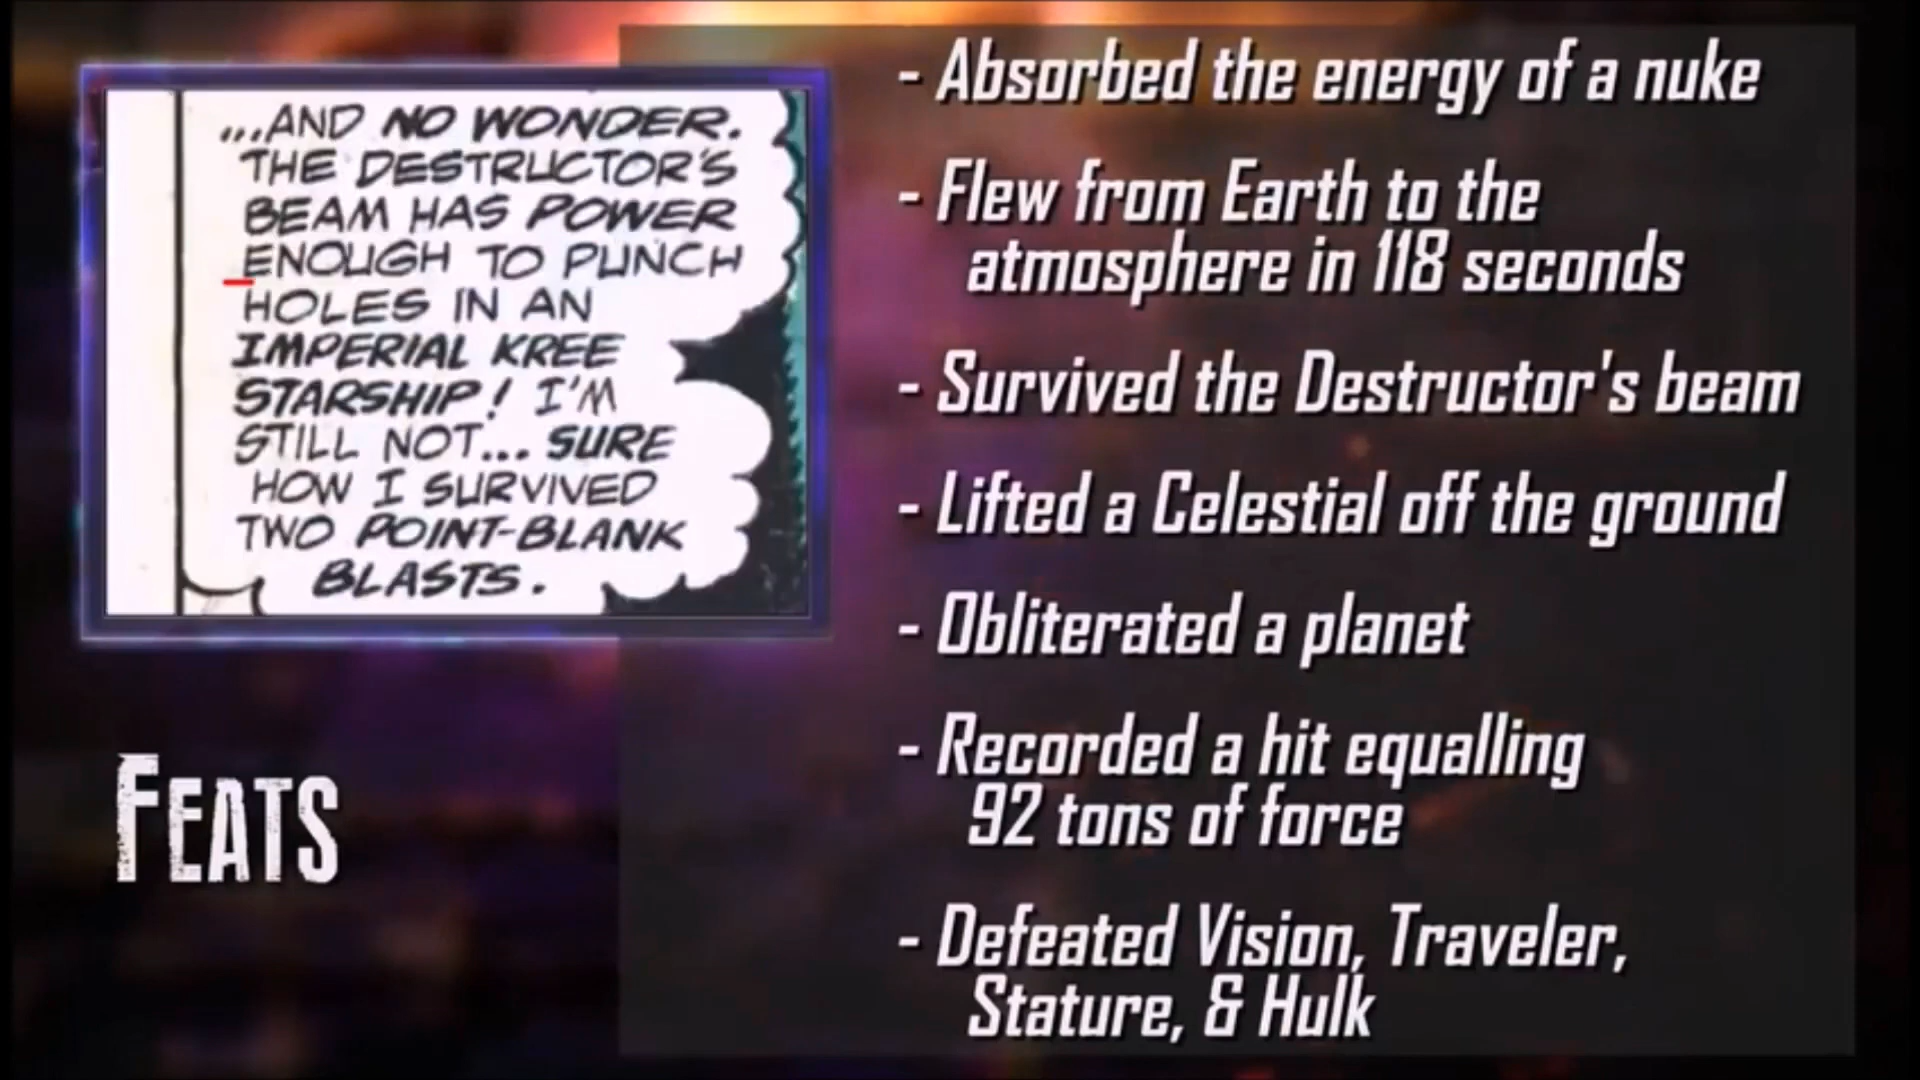 ...AND NO WONDER.
THE DESTRUCTOR'S
BEAM HAS POWER
ENOUGH TO PUNCH
HOLES IN AN
IMPERIAL KREE
STARSHIP! I'M
STILL NOT... SURE
HOW I SURVIVED
TWO POINT-BLANK
BLASTS.
FEATS
- Absorbed the energy of a nuke
- Flew from Earth to the
atmosphere in 118 seconds
- Survived the Destructor's beam
- Lifted a Celestial off the ground
- Obliterated a planet
- Recorded a hit equalling
92 tons of force
- Defeated Vision, Traveler,
Stature, & Hulk